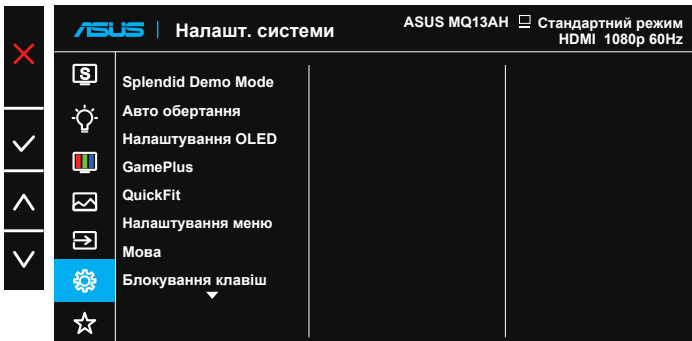 ASUS | Налашт. системи
ASUS MQ13AH Стандартний режим
HDMI 1080p 60Hz
S
Splendid Demo Mode
Авто обертання
Налаштування OLED
GamePlus
QuickFit
Налаштування меню
Мова
Блокування клавіш